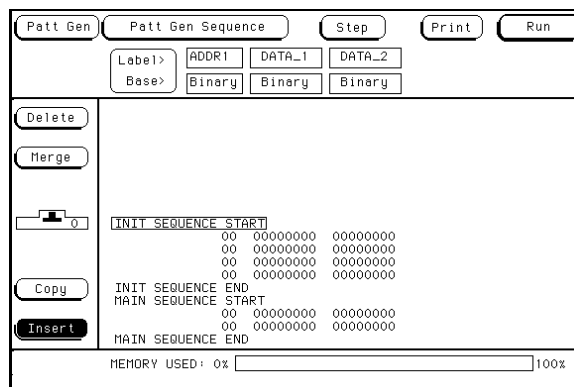 Patt Gen Patt Gen Sequence Step Print Run
Label> ADDR1 DATA_1 DATA_2
Base> Binary Binary Binary
Delete
Merge
0
INIT SEQUENCE START
00 00000000 00000000
00 00000000 00000000
00 00000000 00000000
00 00000000 00000000
Copy
INIT SEQUENCE END
MAIN SEQUENCE START
00 00000000 00000000
Insert
00 00000000 00000000
MAIN SEQUENCE END
MEMORY USED: 0% 100%